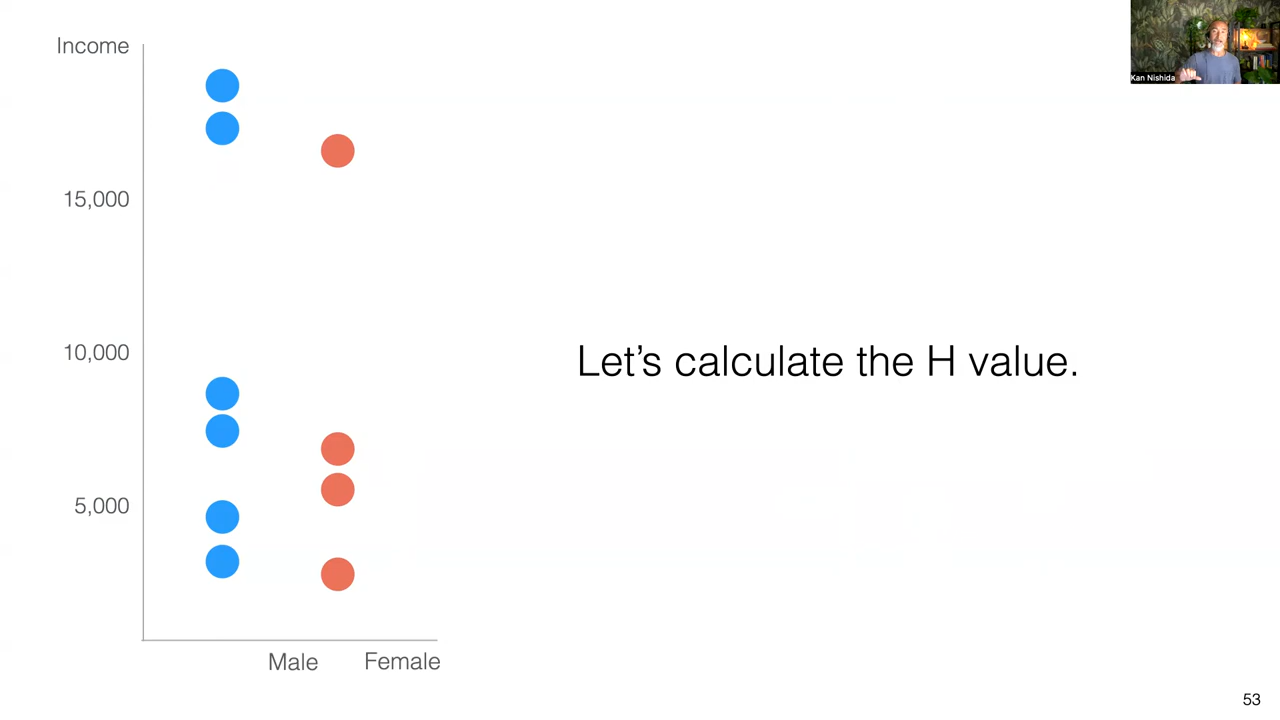 Income
Kan Nishida
15,000
10,000
Let's calculate the H value.
5,000
Male Female
53